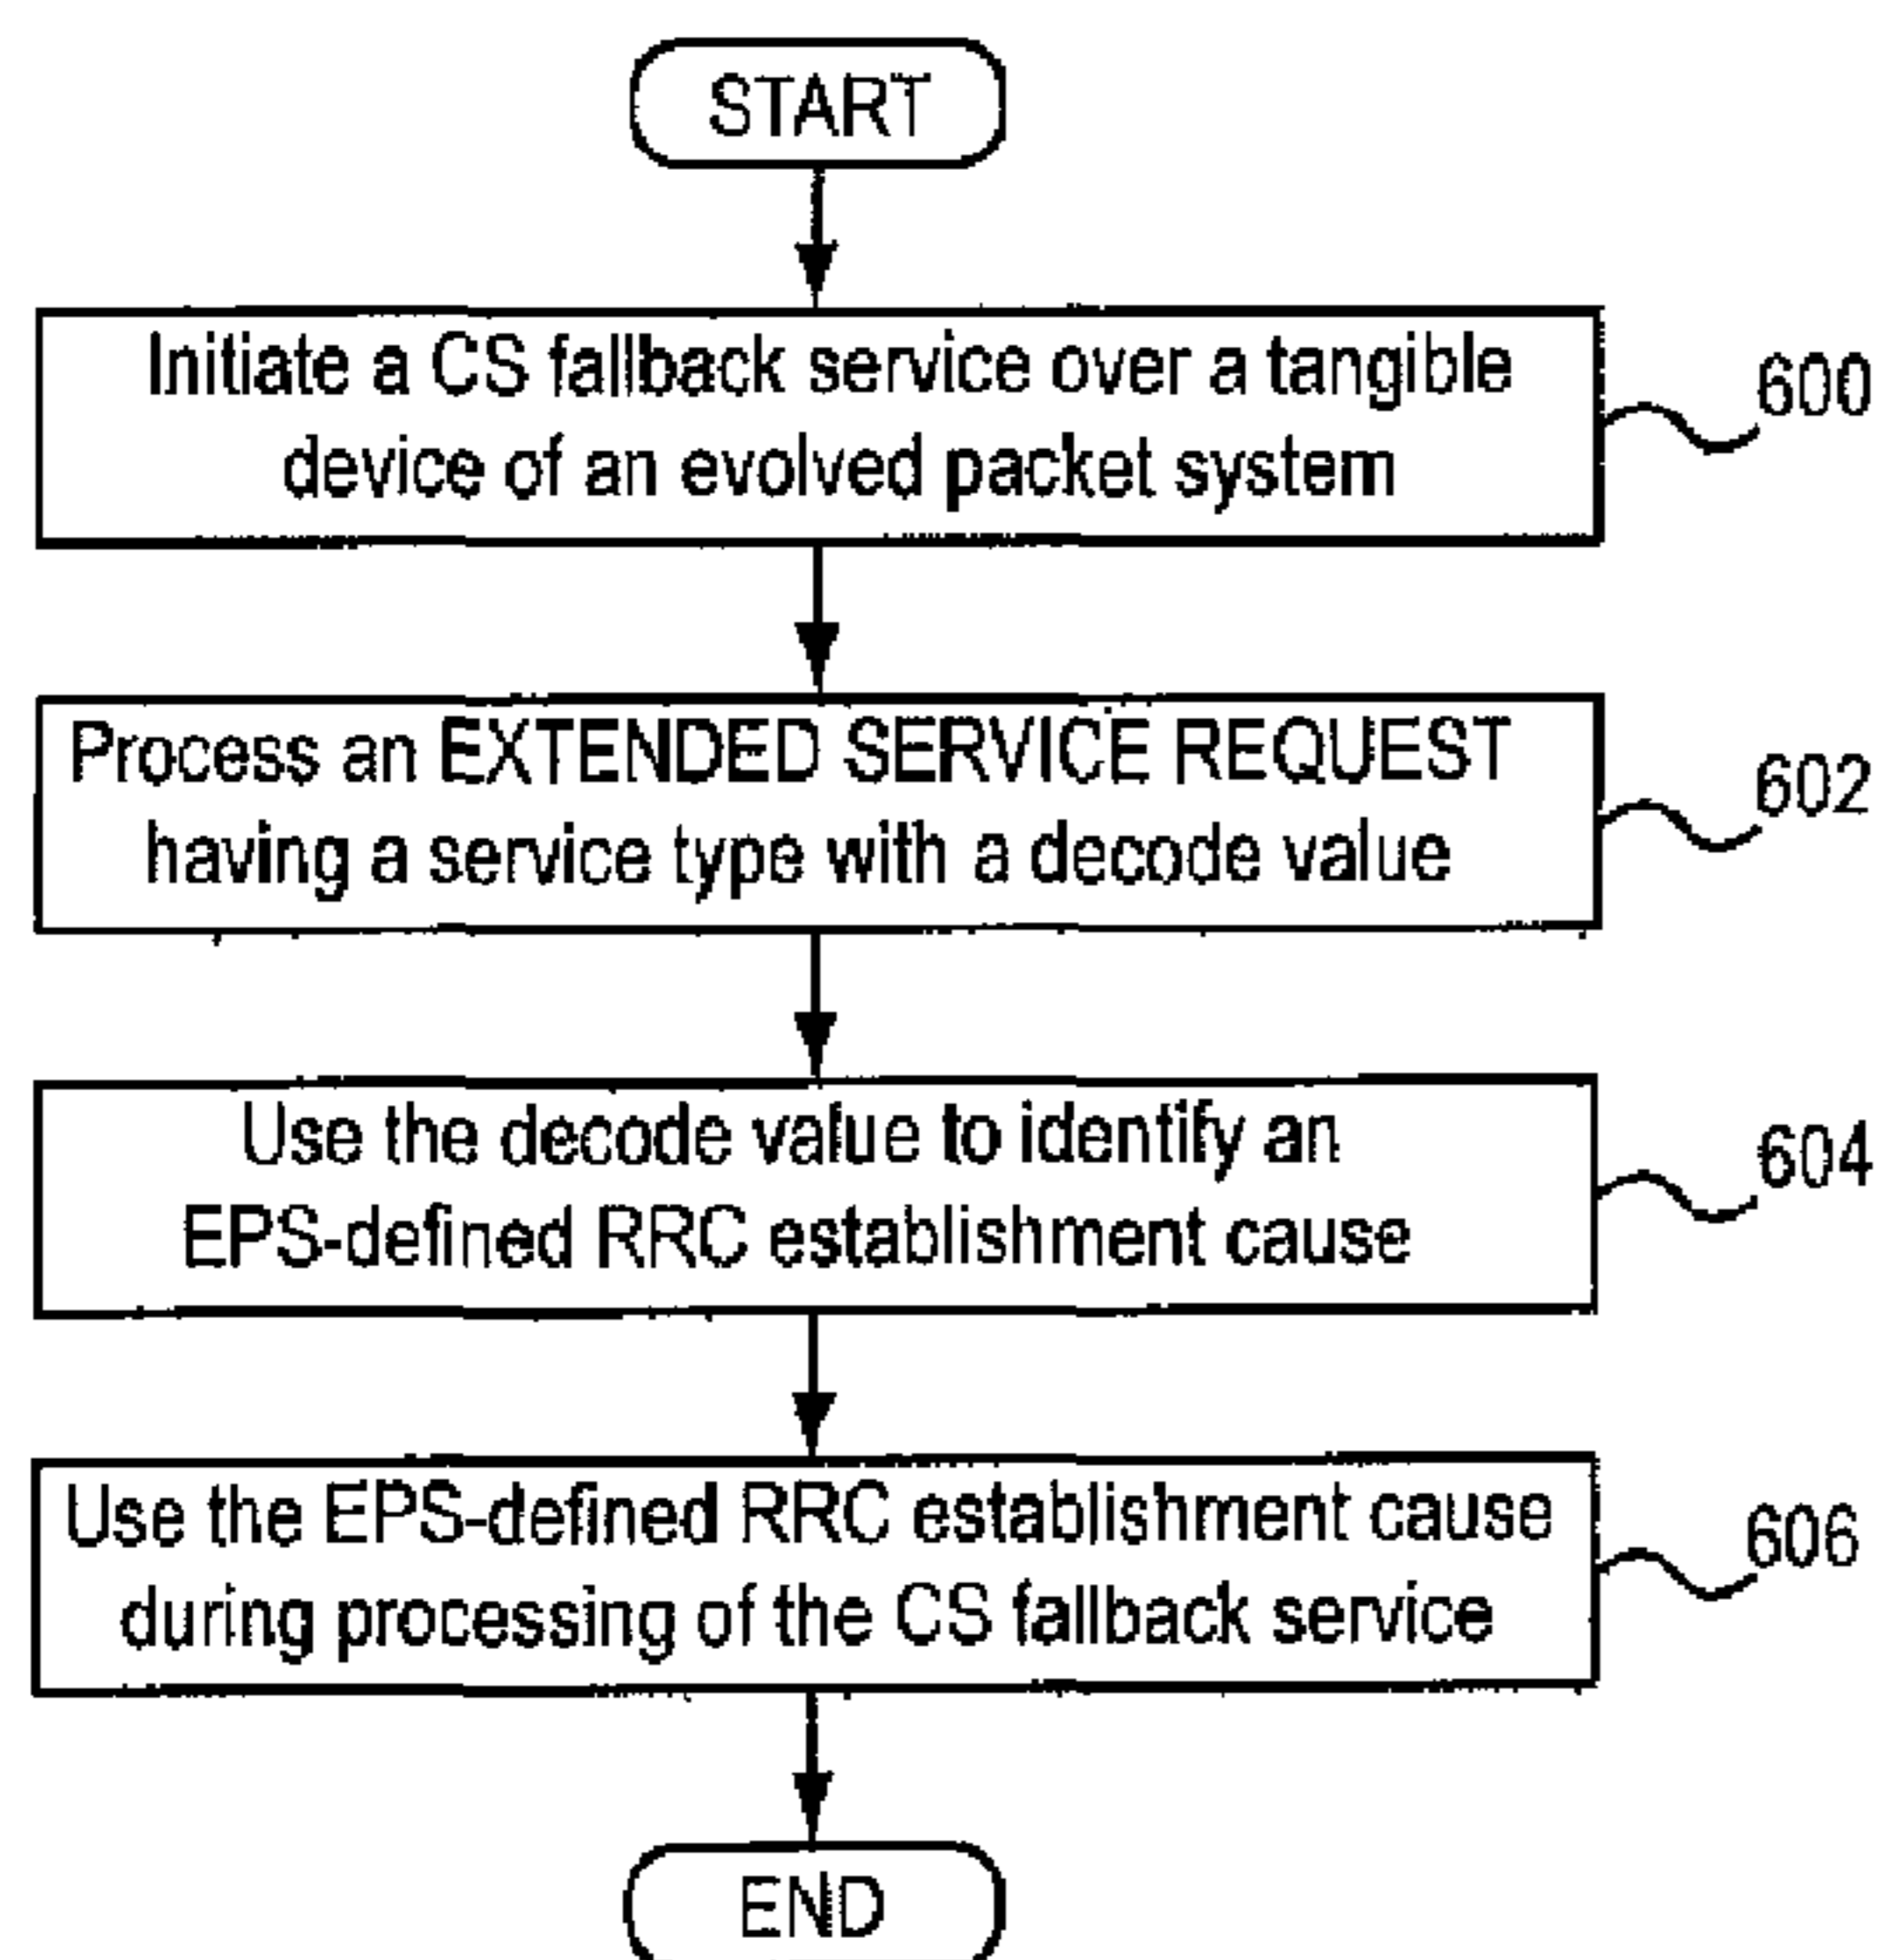 START
Initiate a CS fallback service over a tangible
device of an evolved packet system
600
Process an EXTENDED SERVICE REQUEST
having a service type with a decode value
602
Use the decode value to identify an
EPS-defined RRC establishment cause
604
Use the EPS-defined RRC establishment cause
during processing of the CS fallback service
606
END